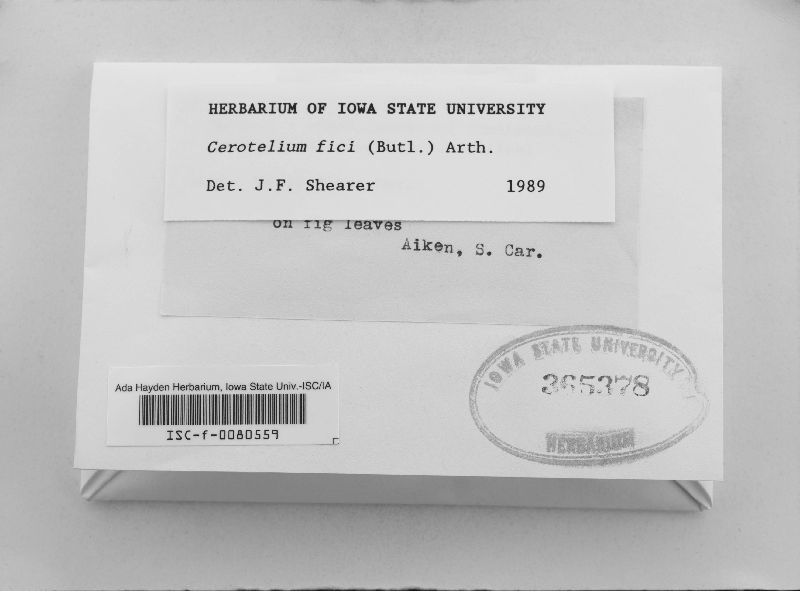 HERBARIUM OF IOWA STATE UNIVERSITY
Cerotelium fici (Butl.) Arth.
Det. J.F. Shearer 1989
on fig leaves
Aiken, S. Car.
IOWA STATE UNIVERSITY
365378
HERBARIUM
Ada Hayden Herbarium, Iowa State Univ.-ISC/IA
ISC-f-0080559